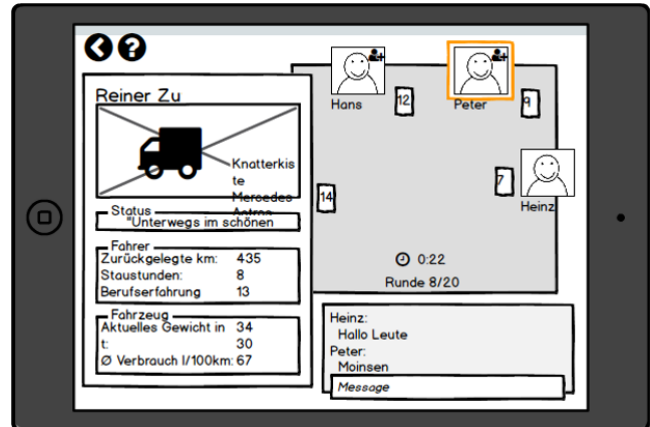 Reiner Zu
Knatterkis
te
Mercedes
Actros
Status
"Unterwegs im schönen
Fahrer
Zurückgelegte km: 435
Staustunden: 8
Berufserfahrung 13
Fahrzeug
Aktuelles Gewicht in 34
t: 30
Ø Verbrauch l/100km: 67
Hans
12
Peter
9
7
Heinz
14
0:22
Runde 8/20
Heinz:
Hallo Leute
Peter:
Moinsen
Message